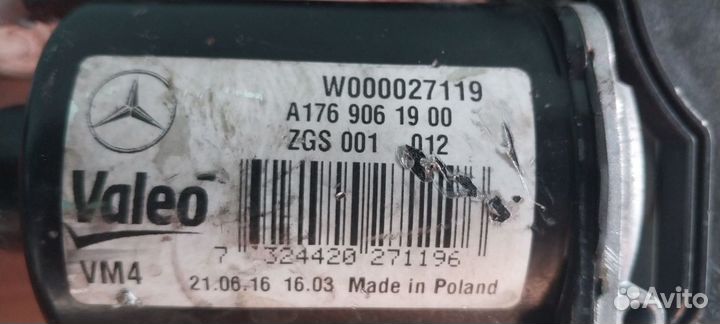 W000027119
A176 906 19 00
ZGS 001 012
Valeo
7 324420 271196
VM4
21.06.16 16.03 Made in Poland
Avito